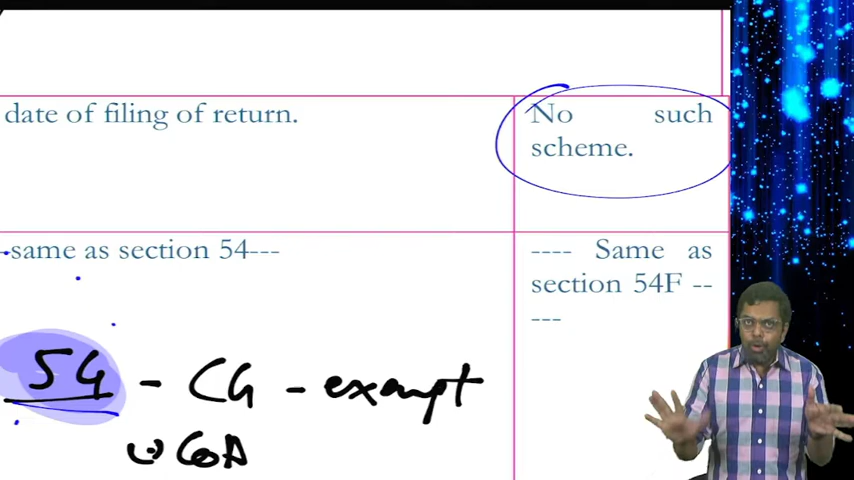 date of filing of return.
No such
scheme.
same as section 54---
---- Same as
section 54F --
---
54 - CG - exempt
(-) COA